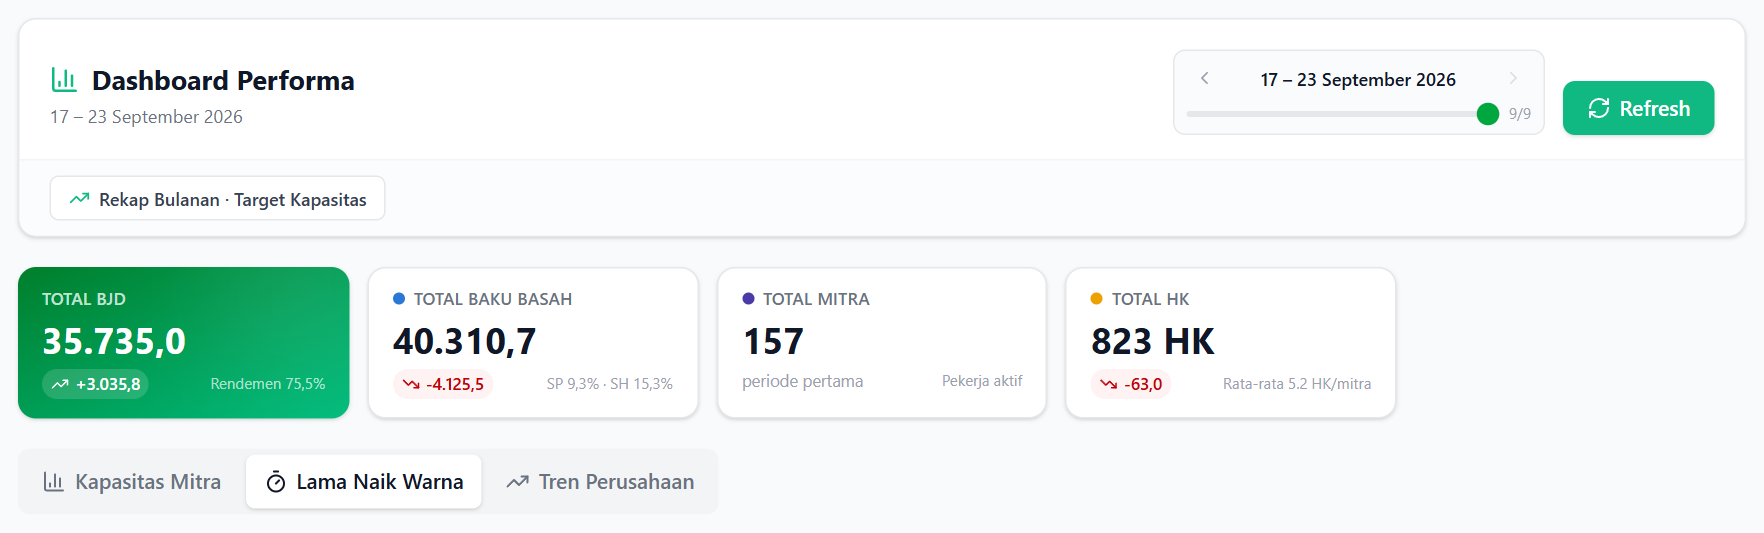 Dashboard Performa
17 – 23 September 2026
17 – 23 September 2026
9/9
Refresh
Rekap Bulanan · Target Kapasitas
TOTAL BJD
35.735,0
+3.035,8
Rendemen 75,5%
TOTAL BAKU BASAH
40.310,7
-4.125,5
SP 9,3% · SH 15,3%
TOTAL MITRA
157
periode pertama
Pekerja aktif
TOTAL HK
823 HK
-63,0
Rata-rata 5.2 HK/mitra
Kapasitas Mitra
Lama Naik Warna
Tren Perusahaan